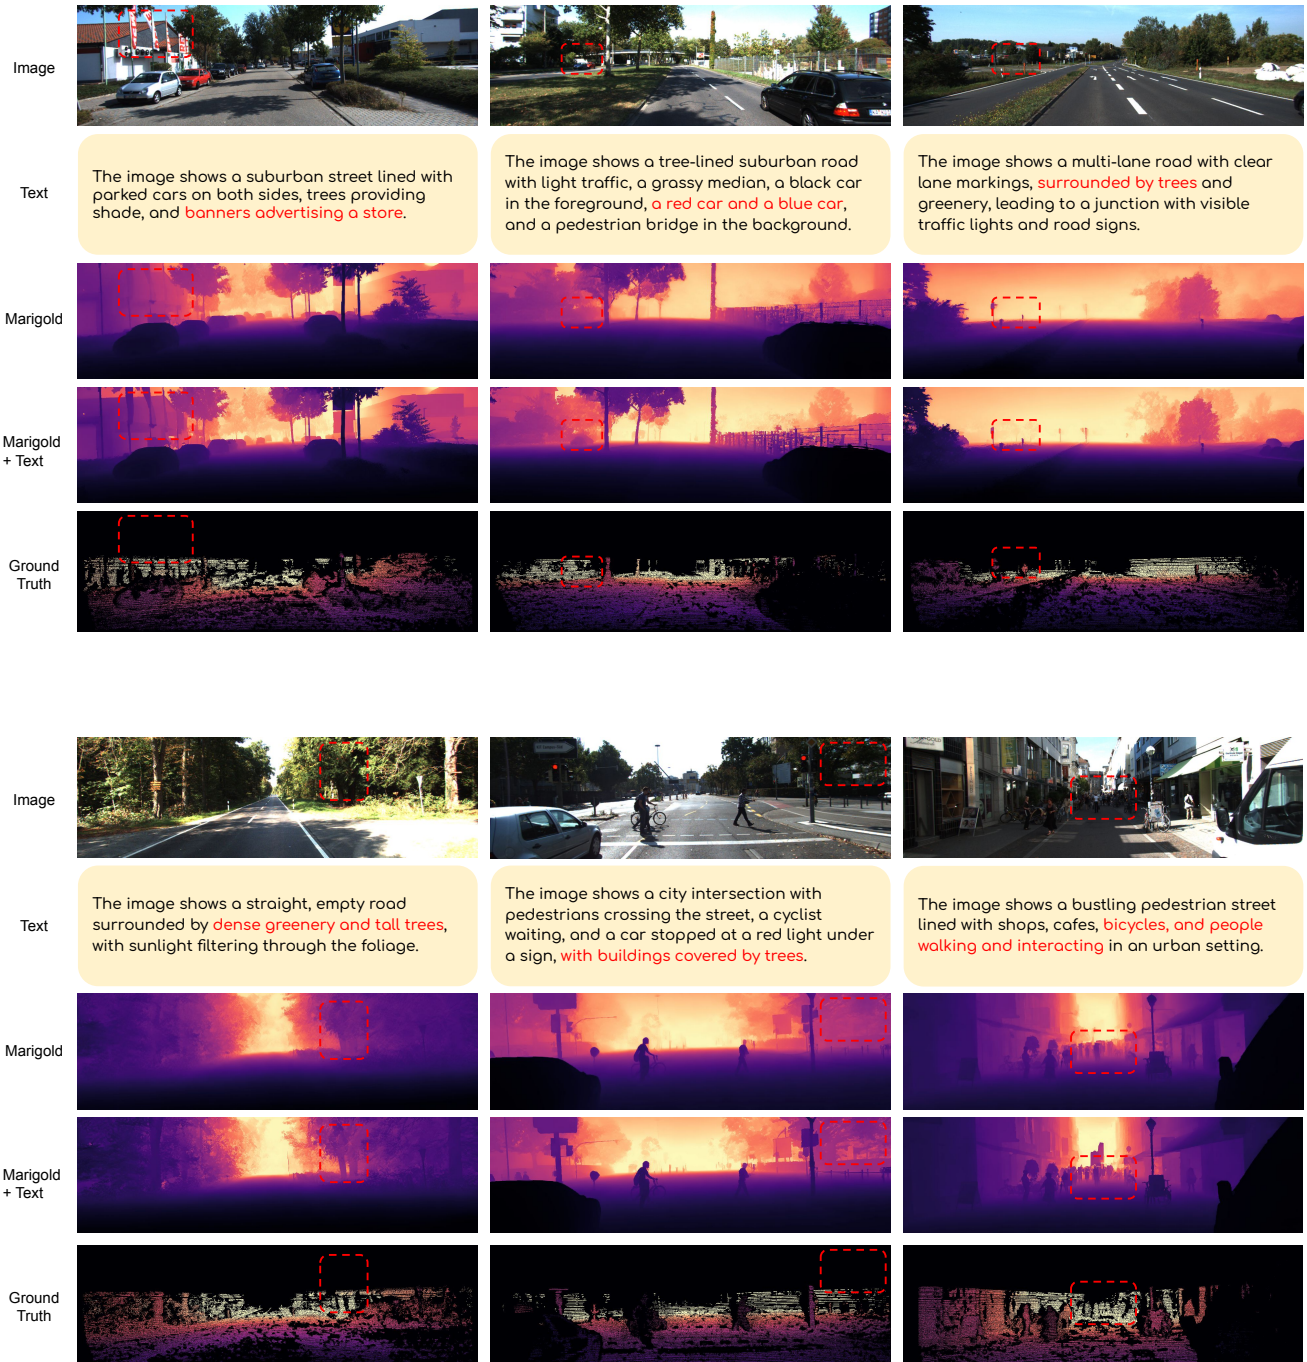 Image
Text
The image shows a suburban street lined with
parked cars on both sides, trees providing
shade, and banners advertising a store.
The image shows a tree-lined suburban road
with light traffic, a grassy median, a black car
in the foreground, a red car and a blue car,
and a pedestrian bridge in the background.
The image shows a multi-lane road with clear
lane markings, surrounded by trees and
greenery, leading to a junction with visible
traffic lights and road signs.
Marigold
Marigold
+ Text
Ground
Truth
Image
Text
The image shows a straight, empty road
surrounded by dense greenery and tall trees,
with sunlight filtering through the foliage.
The image shows a city intersection with
pedestrians crossing the street, a cyclist
waiting, and a car stopped at a red light under
a sign, with buildings covered by trees.
The image shows a bustling pedestrian street
lined with shops, cafes, bicycles, and people
walking and interacting in an urban setting.
Marigold
Marigold
+ Text
Ground
Truth